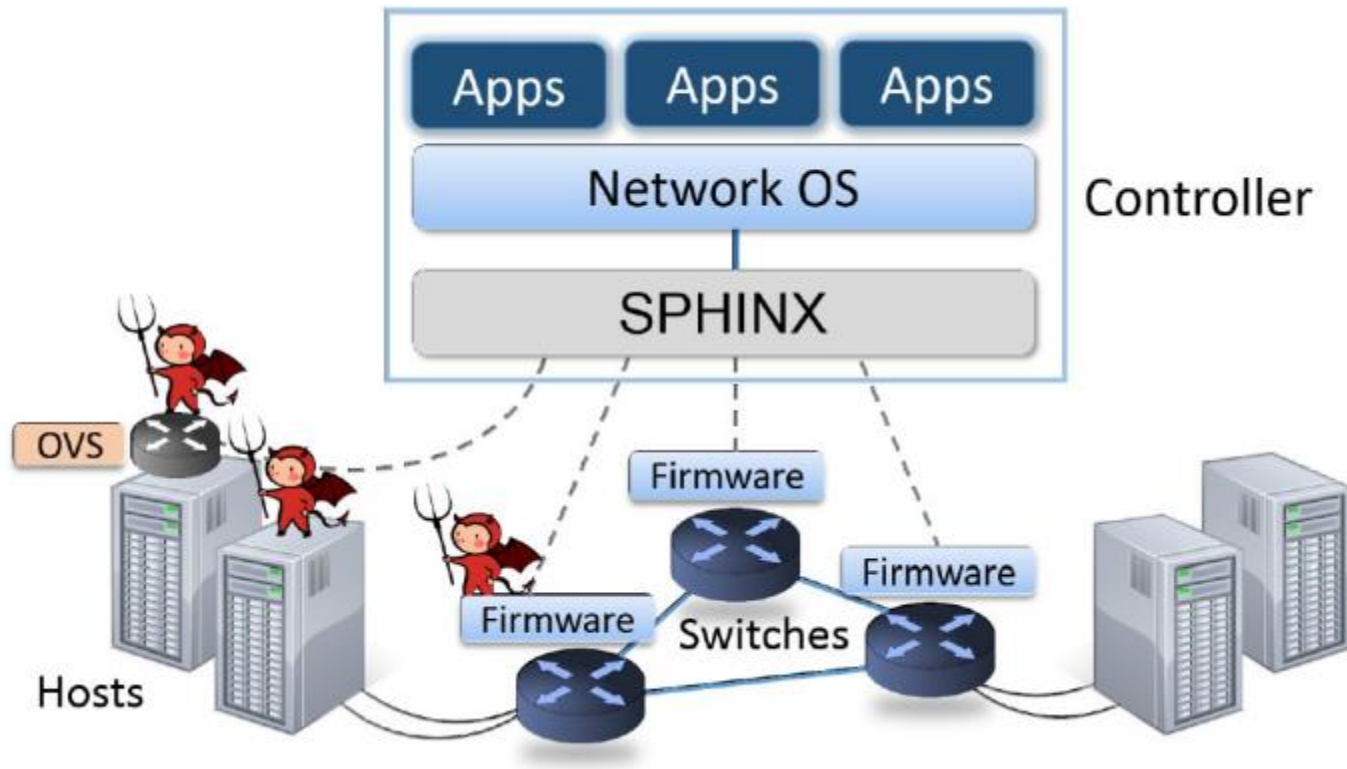 Apps Apps Apps
Network OS
Controller
SPHINX
OVS
Firmware
Firmware
Firmware
Switches
Hosts